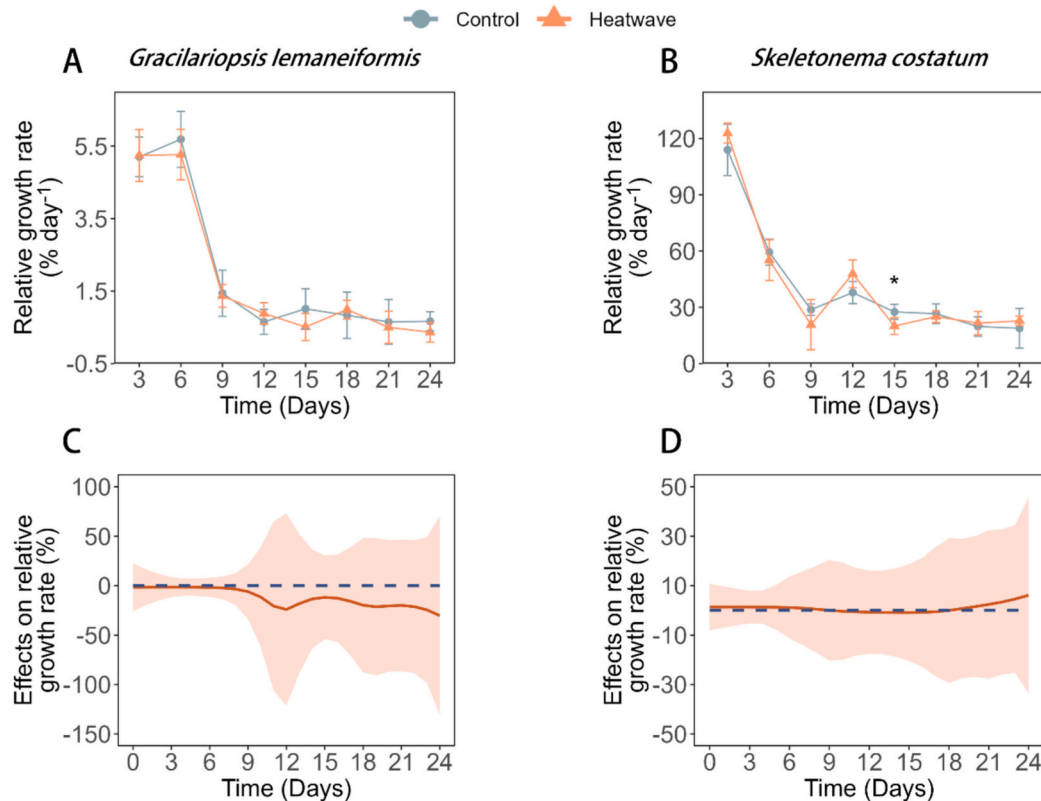 Control Heatwave
A Gracilariopsis lemaneiformis
B Skeletonema costatum
Relative growth rate
(% day-1)
5.5
3.5
1.5
-0.5
3 6 9 12 15 18 21 24
Time (Days)
Relative growth rate
(% day-1)
120
90
60
30
0
*
3 6 9 12 15 18 21 24
Time (Days)
C
Effects on relative
growth rate (%)
100
50
0
-50
-100
-150
0 3 6 9 12 15 18 21 24
Time (Days)
D
Effects on relative
growth rate (%)
50
10
-10
-30
-50
0 3 6 9 12 15 18 21 24
Time (Days)